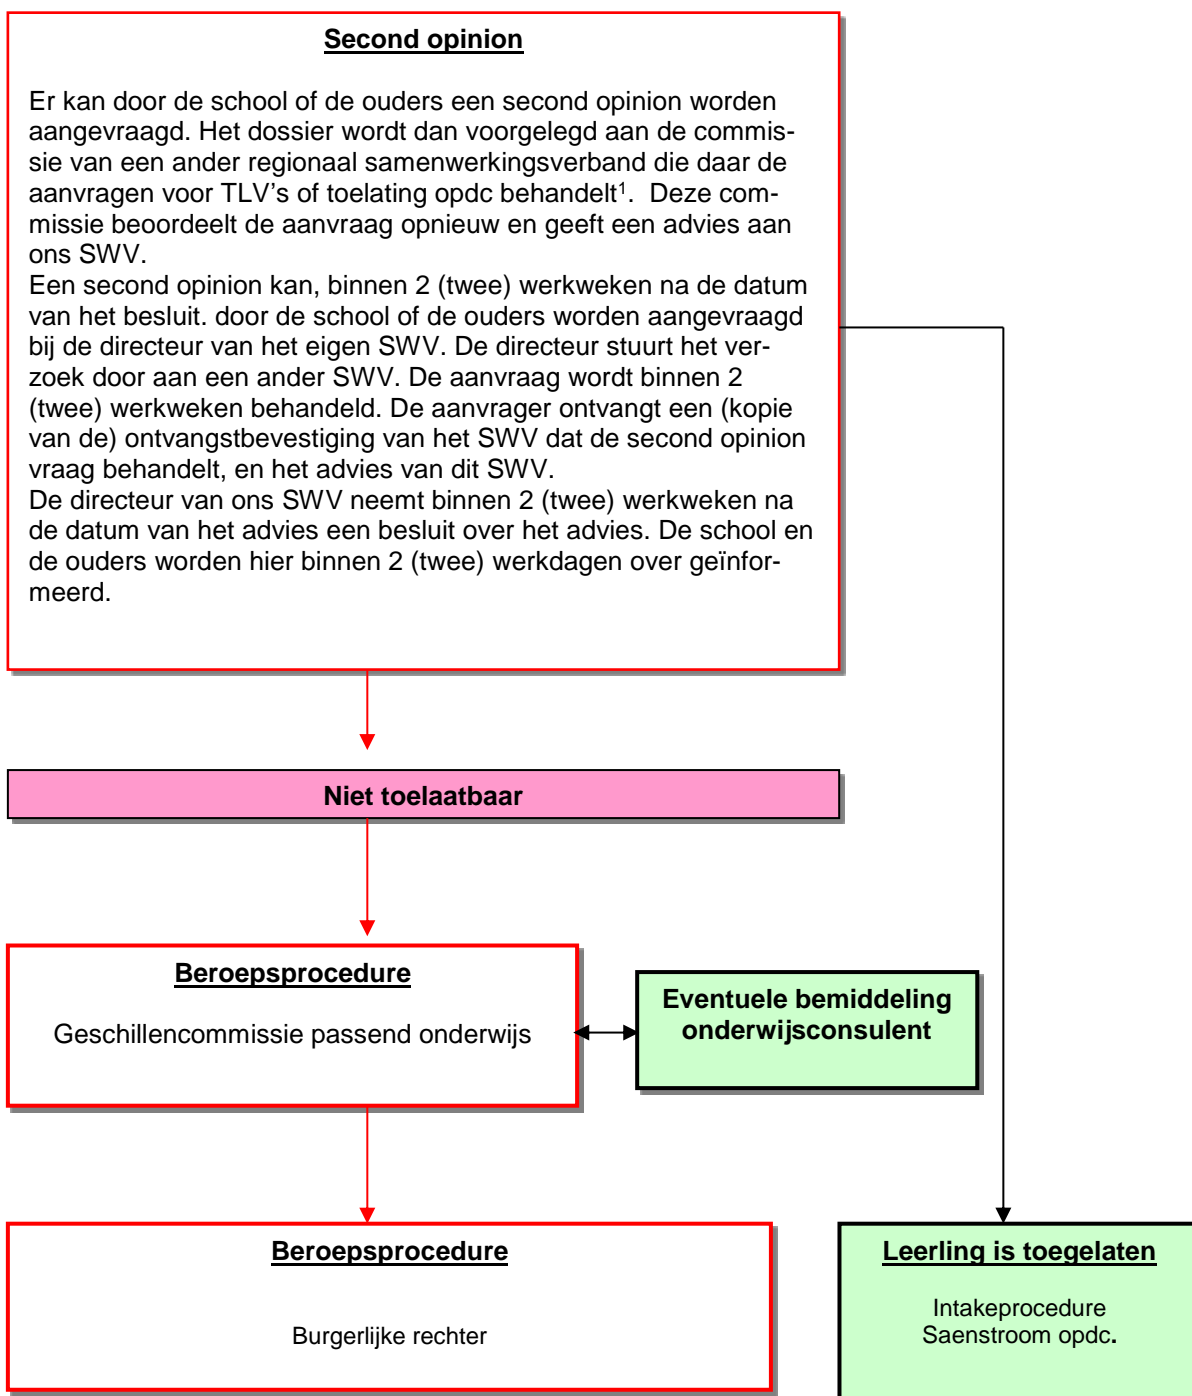 Second opinion
Er kan door de school of de ouders een second opinion worden
aangevraagd. Het dossier wordt dan voorgelegd aan de commis-
sie van een ander regionaal samenwerkingsverband die daar de
aanvragen voor TLV's of toelating opdc behandelt¹.  Deze com-
missie beoordeelt de aanvraag opnieuw en geeft een advies aan
ons SWV.
Een second opinion kan, binnen 2 (twee) werkweken na de datum
van het besluit. door de school of de ouders worden aangevraagd
bij de directeur van het eigen SWV. De directeur stuurt het ver-
zoek door aan een ander SWV. De aanvraag wordt binnen 2
(twee) werkweken behandeld. De aanvrager ontvangt een (kopie
van de) ontvangstbevestiging van het SWV dat de second opinion
vraag behandelt, en het advies van dit SWV.
De directeur van ons SWV neemt binnen 2 (twee) werkweken na
de datum van het advies een besluit over het advies. De school en
de ouders worden hier binnen 2 (twee) werkdagen over geïnfor-
meerd.
Niet toelaatbaar
Beroepsprocedure
Geschillencommissie passend onderwijs
Eventuele bemiddeling
onderwijsconsulent
Beroepsprocedure
Burgerlijke rechter
Leerling is toegelaten
Intakeprocedure
Saenstroom opdc.